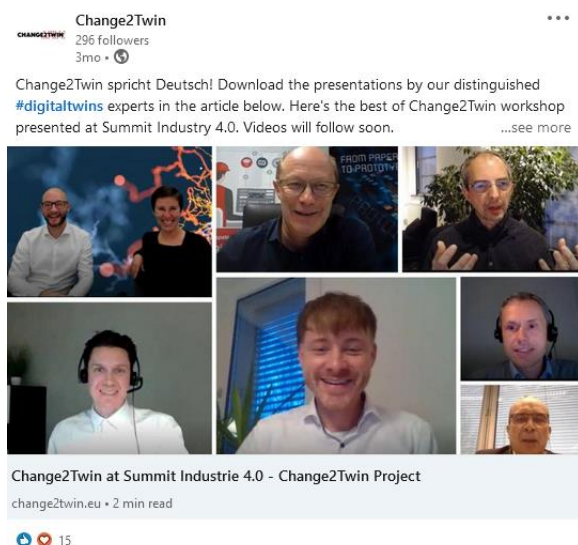 CHANGE2TWIN
Change2Twin
296 followers
3mo •
Change2Twin spricht Deutsch! Download the presentations by our distinguished
#digitaltwins experts in the article below. Here's the best of Change2Twin workshop
presented at Summit Industry 4.0. Videos will follow soon. ...see more
FROM PAPER
TO PROTOTY
Change2Twin at Summit Industrie 4.0 - Change2Twin Project
change2twin.eu • 2 min read
15